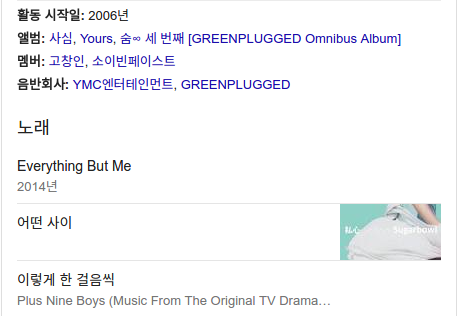 활동 시작일: 2006년
앨범: 사심, Yours, 숨∞ 세 번째 [GREENPLUGGED Omnibus Album]
멤버: 고창인, 소이빈페이스트
음반회사: YMC엔터테인먼트, GREENPLUGGED
노래
Everything But Me
2014년
어떤 사이
私心 Sugarbowl
이렇게 한 걸음씩
Plus Nine Boys (Music From The Original TV Drama…